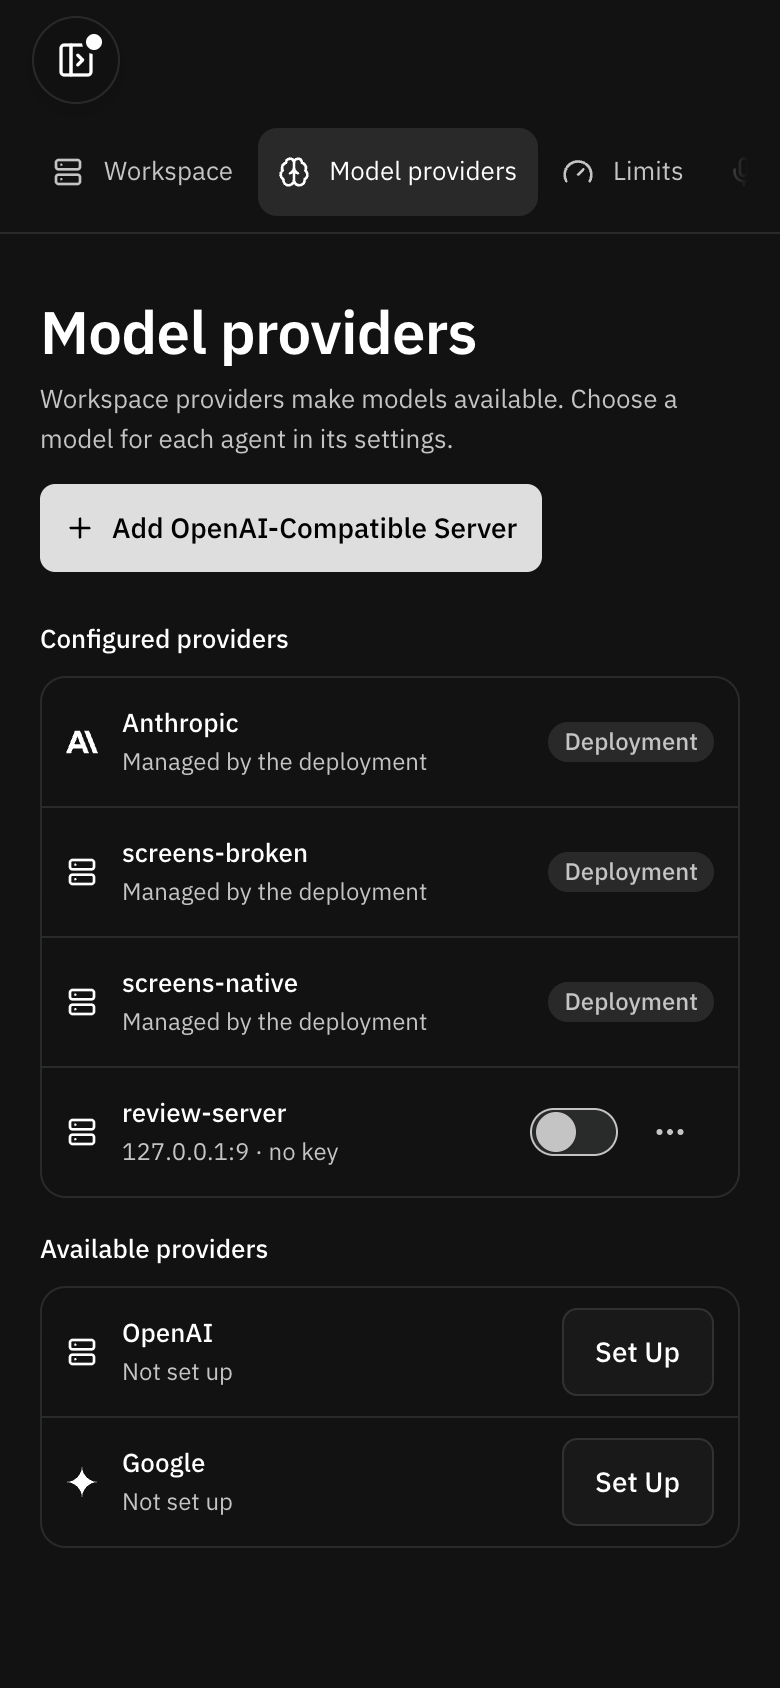 Workspace
Model providers
Limits
Model providers
Workspace providers make models available. Choose a
model for each agent in its settings.
Add OpenAI-Compatible Server
Configured providers
Anthropic
Managed by the deployment
Deployment
screens-broken
Managed by the deployment
Deployment
screens-native
Managed by the deployment
Deployment
review-server
127.0.0.1:9 · no key
Available providers
OpenAI
Not set up
Set Up
Google
Not set up
Set Up